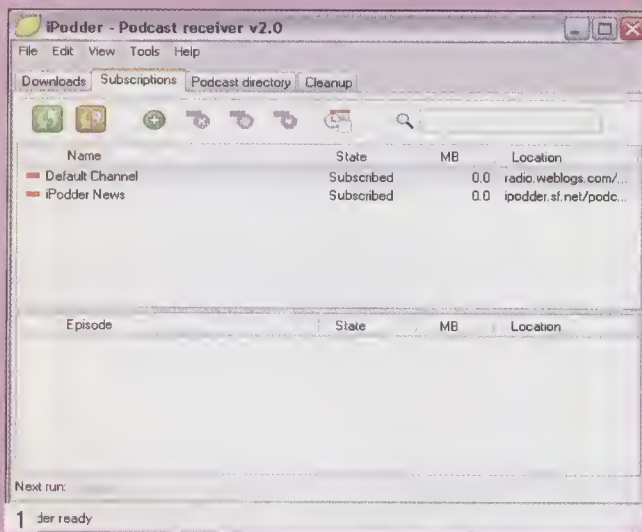 iPodder - Podcast receiver v2.0
File Edit View Tools Help
Downloads Subscriptions Podcast directory Cleanup
Name State MB Location
Default Channel Subscribed 0.0 radio.weblogs.com/...
iPodder News Subscribed 0.0 ipodder.sf.net/podc...
Episode State MB Location
Next run:
1 der ready